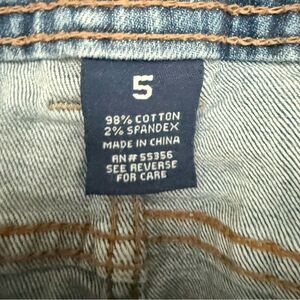 5
98% COTTON
2% SPANDEX
MADE IN CHINA
RN# 55356
SEE REVERSE
FOR CARE